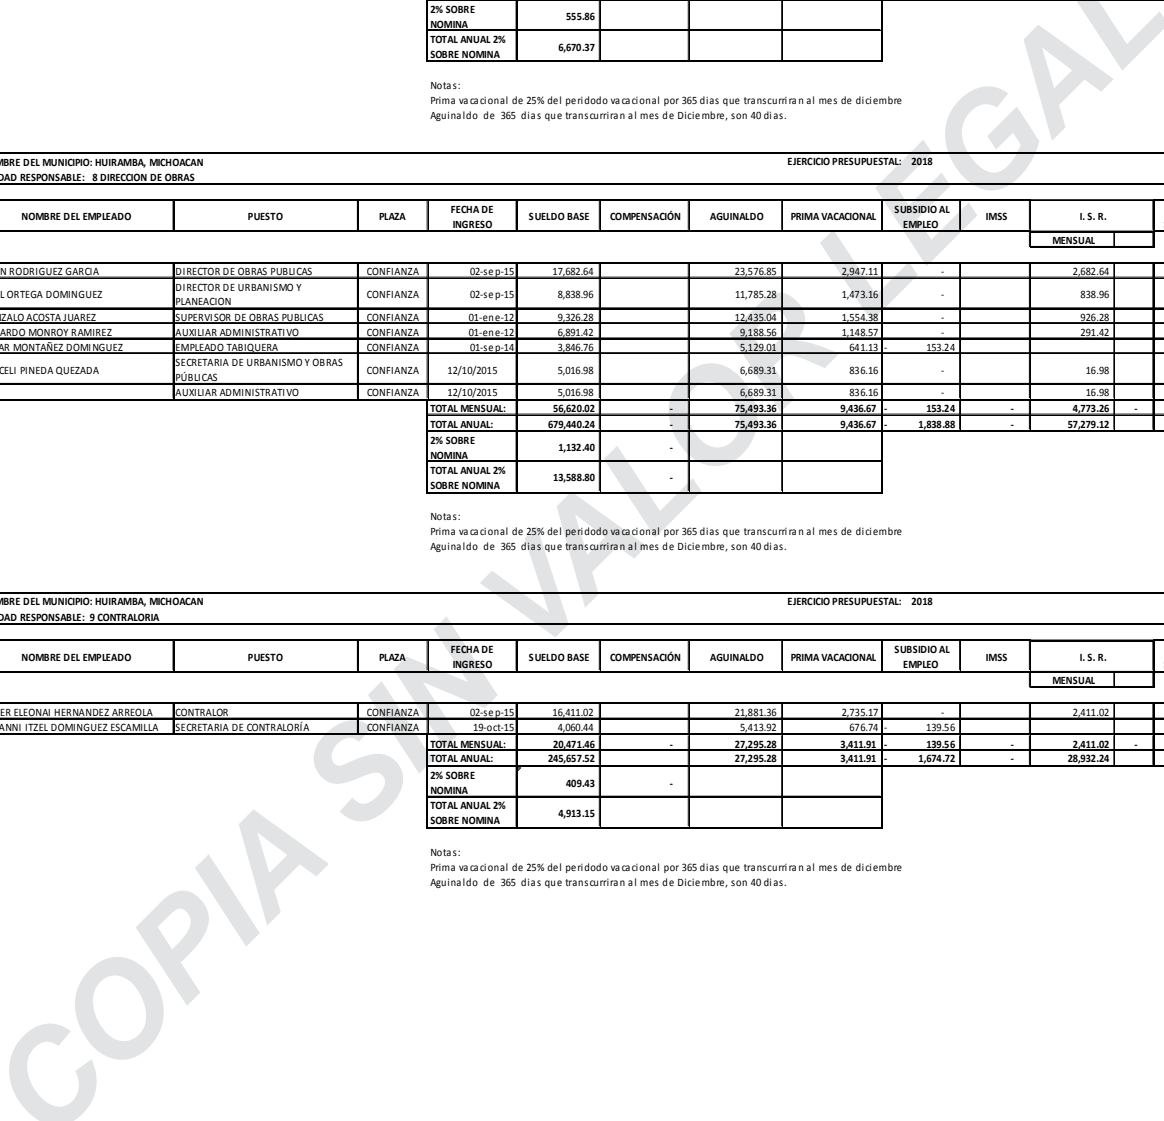 2% SOBRE NOMINA 555.86
TOTAL ANUAL 2% SOBRE NOMINA 6,670.37
Notas:
Prima vacacional de 25% del peridodo vacacional por 365 dias que transcurriran al mes de diciembre
Aguinaldo de 365 dias que transcurriran al mes de Diciembre, son 40 dias.
MBRE DEL MUNICIPIO: HUIRAMBA, MICHOACAN EJERCICIO PRESUPUESTAL: 2018
DAD RESPONSABLE: 8 DIRECCION DE OBRAS
NOMBRE DEL EMPLEADO PUESTO PLAZA FECHA DE INGRESO SUELDO BASE COMPENSACIÓN AGUINALDO PRIMA VACACIONAL SUBSIDIO AL EMPLEO IMSS I. S. R.
MENSUAL
N RODRIGUEZ GARCIA DIRECTOR DE OBRAS PUBLICAS CONFIANZA 02-sep-15 17,682.64 23,576.85 2,947.11 - 2,682.64
L ORTEGA DOMINGUEZ DIRECTOR DE URBANISMO Y PLANEACION CONFIANZA 02-sep-15 8,838.96 11,785.28 1,473.16 - 838.96
ZALO ACOSTA JUAREZ SUPERVISOR DE OBRAS PUBLICAS CONFIANZA 01-ene-12 9,326.28 12,435.04 1,554.38 - 926.28
ARDO MONROY RAMIREZ AUXILIAR ADMINISTRATIVO CONFIANZA 01-ene-12 6,891.42 9,188.56 1,148.57 - 291.42
AR MONTAÑEZ DOMINGUEZ EMPLEADO TABIQUERA CONFIANZA 01-sep-14 3,846.76 5,129.01 641.13 - 153.24
CELI PINEDA QUEZADA SECRETARIA DE URBANISMO Y OBRAS PÚBLICAS CONFIANZA 12/10/2015 5,016.98 6,689.31 836.16 - 16.98
AUXILIAR ADMINISTRATIVO CONFIANZA 12/10/2015 5,016.98 6,689.31 836.16 - 16.98
TOTAL MENSUAL: 56,620.02 - 75,493.36 9,436.67 - 153.24 - 4,773.26 -
TOTAL ANUAL: 679,440.24 - 75,493.36 9,436.67 - 1,838.88 - 57,279.12
2% SOBRE NOMINA 1,132.40 -
TOTAL ANUAL 2% SOBRE NOMINA 13,588.80 -
Notas:
Prima vacacional de 25% del peridodo vacacional por 365 dias que transcurriran al mes de diciembre
Aguinaldo de 365 dias que transcurriran al mes de Diciembre, son 40 dias.
MBRE DEL MUNICIPIO: HUIRAMBA, MICHOACAN EJERCICIO PRESUPUESTAL: 2018
DAD RESPONSABLE: 9 CONTRALORIA
NOMBRE DEL EMPLEADO PUESTO PLAZA FECHA DE INGRESO SUELDO BASE COMPENSACIÓN AGUINALDO PRIMA VACACIONAL SUBSIDIO AL EMPLEO IMSS I. S. R.
MENSUAL
ER ELEONAI HERNANDEZ ARREOLA CONTRALOR CONFIANZA 02-sep-15 16,411.02 21,881.36 2,735.17 - 2,411.02
ANNI ITZEL DOMINGUEZ ESCAMILLA SECRETARIA DE CONTRALORÍA CONFIANZA 19-oct-15 4,060.44 5,413.92 676.74 - 139.56
TOTAL MENSUAL: 20,471.46 - 27,295.28 3,411.91 - 139.56 - 2,411.02 -
TOTAL ANUAL: 245,657.52 27,295.28 3,411.91 - 1,674.72 - 28,932.24
2% SOBRE NOMINA 409.43 -
TOTAL ANUAL 2% SOBRE NOMINA 4,913.15
Notas:
Prima vacacional de 25% del peridodo vacacional por 365 dias que transcurriran al mes de diciembre
Aguinaldo de 365 dias que transcurriran al mes de Diciembre, son 40 dias.
COPIA SIN VALOR LEGAL